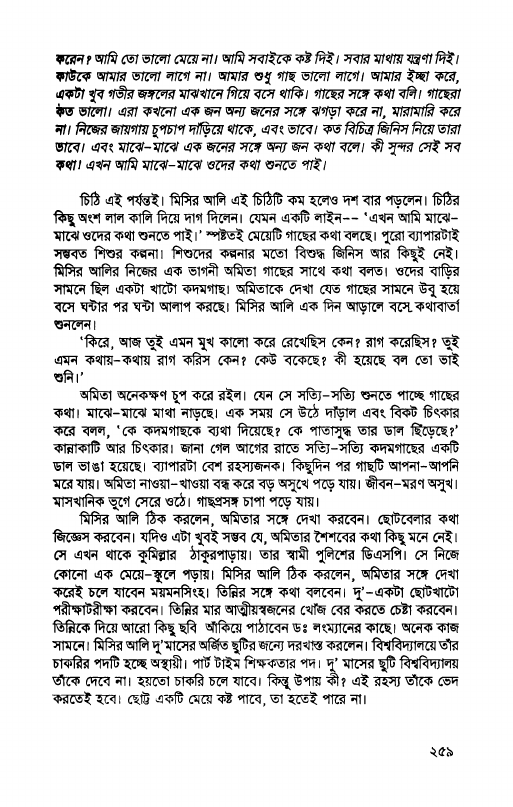 করেন? আমি তো ভালো মেয়ে না। আমি সবাইকে কষ্ট দিই। সবার মাথায় যন্ত্রণা দিই।
কাউকে আমার ভালো লাগে না। আমার শুধু গাছ ভালো লাগে। আমার ইচ্ছা করে,
একটা খুব গভীর জঙ্গলের মাঝখানে গিয়ে বসে থাকি। গাছের সঙ্গে কথা বলি। গাছেরা
কত ভালো। এরা কখনো এক জন অন্য জনের সঙ্গে ঝগড়া করে না, মারামারি করে
না। নিজের জায়গায় চুপচাপ দাঁড়িয়ে থাকে, এবং ভাবে। কত বিচিত্র জিনিস নিয়ে তারা
ভাবে। এবং মাঝে-মাঝে এক জনের সঙ্গে অন্য জন কথা বলে। কী সুন্দর সেই সব
কথা! এখন আমি মাঝে-মাঝে ওদের কথা শুনতে পাই।
চিঠি এই পর্যন্তই। মিসির আলি এই চিঠিটি কম হলেও দশ বার পড়লেন। চিঠির
কিছু অংশ লাল কালি দিয়ে দাগ দিলেন। যেমন একটি লাইন-- ‘এখন আমি মাঝে-
মাঝে ওদের কথা শুনতে পাই।’ স্পষ্টতই মেয়েটি গাছের কথা বলছে। পুরো ব্যাপারটাই
সম্ভবত শিশুর কল্পনা। শিশুদের কল্পনার মতো বিশুদ্ধ জিনিস আর কিছুই নেই।
মিসির আলির নিজের এক ভাগনী অমিতা গাছের সাথে কথা বলত। ওদের বাড়ির
সামনে ছিল একটা খাটো কদমগাছ। অমিতাকে দেখা যেত গাছের সামনে উবু হয়ে
বসে ঘন্টার পর ঘন্টা আলাপ করছে। মিসির আলি এক দিন আড়ালে বসে কথাবার্তা
শুনলেন।
‘কিরে, আজ তুই এমন মুখ কালো করে রেখেছিস কেন? রাগ করেছিস? তুই
এমন কথায়-কথায় রাগ করিস কেন? কেউ বকেছে? কী হয়েছে বল তো ভাই
শুনি।’
অমিতা অনেকক্ষণ চুপ করে রইল। যেন সে সত্যি-সত্যি শুনতে পাচ্ছে গাছের
কথা। মাঝে-মাঝে মাথা নাড়ছে। এক সময় সে উঠে দাঁড়াল এবং বিকট চিৎকার
করে বলল, ‘কে কদমগাছকে ব্যথা দিয়েছে? কে পাতাসুদ্ধ তার ডাল ছিঁড়েছে?’
কান্নাকাটি আর চিৎকার। জানা গেল আগের রাতে সত্যি-সত্যি কদমগাছের একটি
ডাল ভাঙা হয়েছে। ব্যাপারটা বেশ রহস্যজনক। কিছুদিন পর গাছটি আপনা-আপনি
মরে যায়। অমিতা নাওয়া-খাওয়া বন্ধ করে বড় অসুখে পড়ে যায়। জীবন-মরণ অসুখ।
মাসখানিক ভুগে সেরে ওঠে। গাছপ্রসঙ্গ চাপা পড়ে যায়।
মিসির আলি ঠিক করলেন, অমিতার সঙ্গে দেখা করবেন। ছোটবেলার কথা
জিজ্ঞেস করবেন। যদিও এটা খুবই সম্ভব যে, অমিতার শৈশবের কথা কিছু মনে নেই।
সে এখন থাকে কুমিল্লার ঠাকুরপাড়ায়। তার স্বামী পুলিশের ডিএসপি। সে নিজে
কোনো এক মেয়ে-স্কুলে পড়ায়। মিসির আলি ঠিক করলেন, অমিতার সঙ্গে দেখা
করেই চলে যাবেন ময়মনসিংহ। তিন্নির সঙ্গে কথা বলবেন। দু’-একটা ছোটখাটো
পরীক্ষাটরীক্ষা করবেন। তিন্নির মার আত্মীয়স্বজনের খোঁজ বের করতে চেষ্টা করবেন।
তিন্নিকে দিয়ে আরো কিছু ছবি আঁকিয়ে পাঠাবেন ডঃ লংম্যানের কাছে। অনেক কাজ
সামনে। মিসির আলি দু’মাসের অর্জিত ছুটির জন্যে দরখাস্ত করলেন। বিশ্ববিদ্যালয়ে তাঁর
চাকরির পদটি হচ্ছে অস্থায়ী। পার্ট টাইম শিক্ষকতার পদ। দু’ মাসের ছুটি বিশ্ববিদ্যালয়
তাঁকে দেবে না। হয়তো চাকরি চলে যাবে। কিন্তু উপায় কী? এই রহস্য তাঁকে ভেদ
করতেই হবে। ছোট্ট একটি মেয়ে কষ্ট পাবে, তা হতেই পারে না।
২৫৯